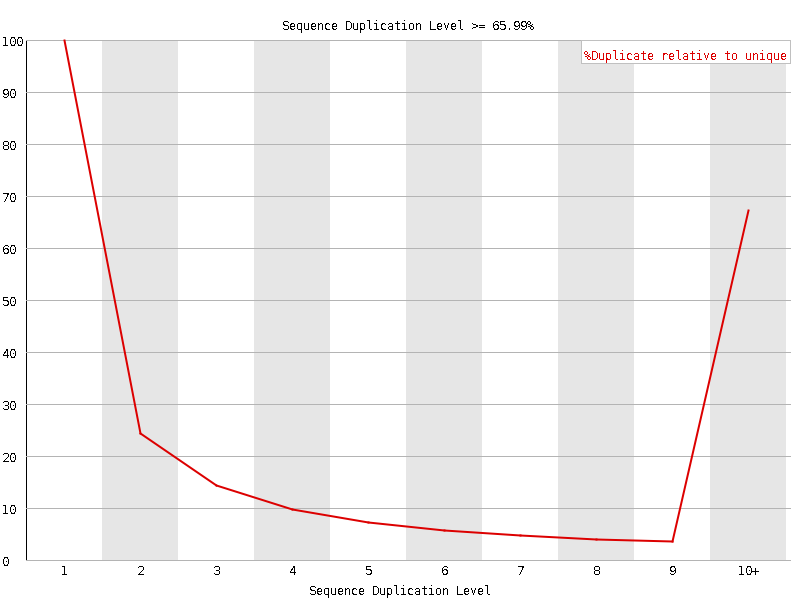 Sequence Duplication Level >= 65.99%
%Duplicate relative to unique
100
90
80
70
60
50
40
30
20
10
0
1 2 3 4 5 6 7 8 9 10+
Sequence Duplication Level